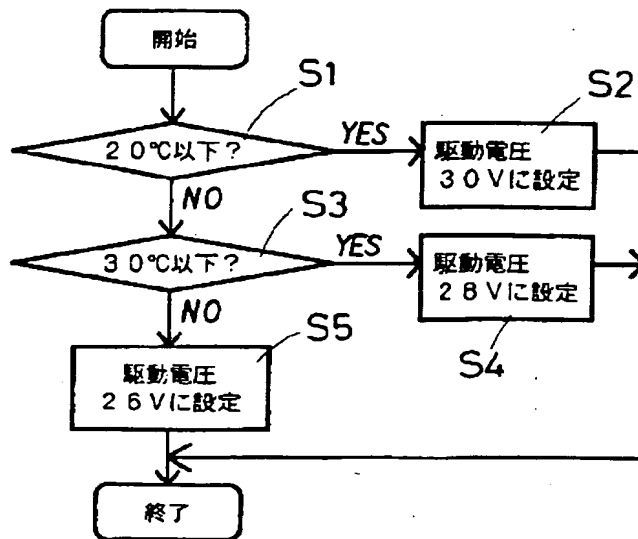 開始
S1
20℃以下?
YES
S2
駆動電圧
30Vに設定
NO
S3
30℃以下?
YES
駆動電圧
28Vに設定
S4
NO
S5
駆動電圧
26Vに設定
終了